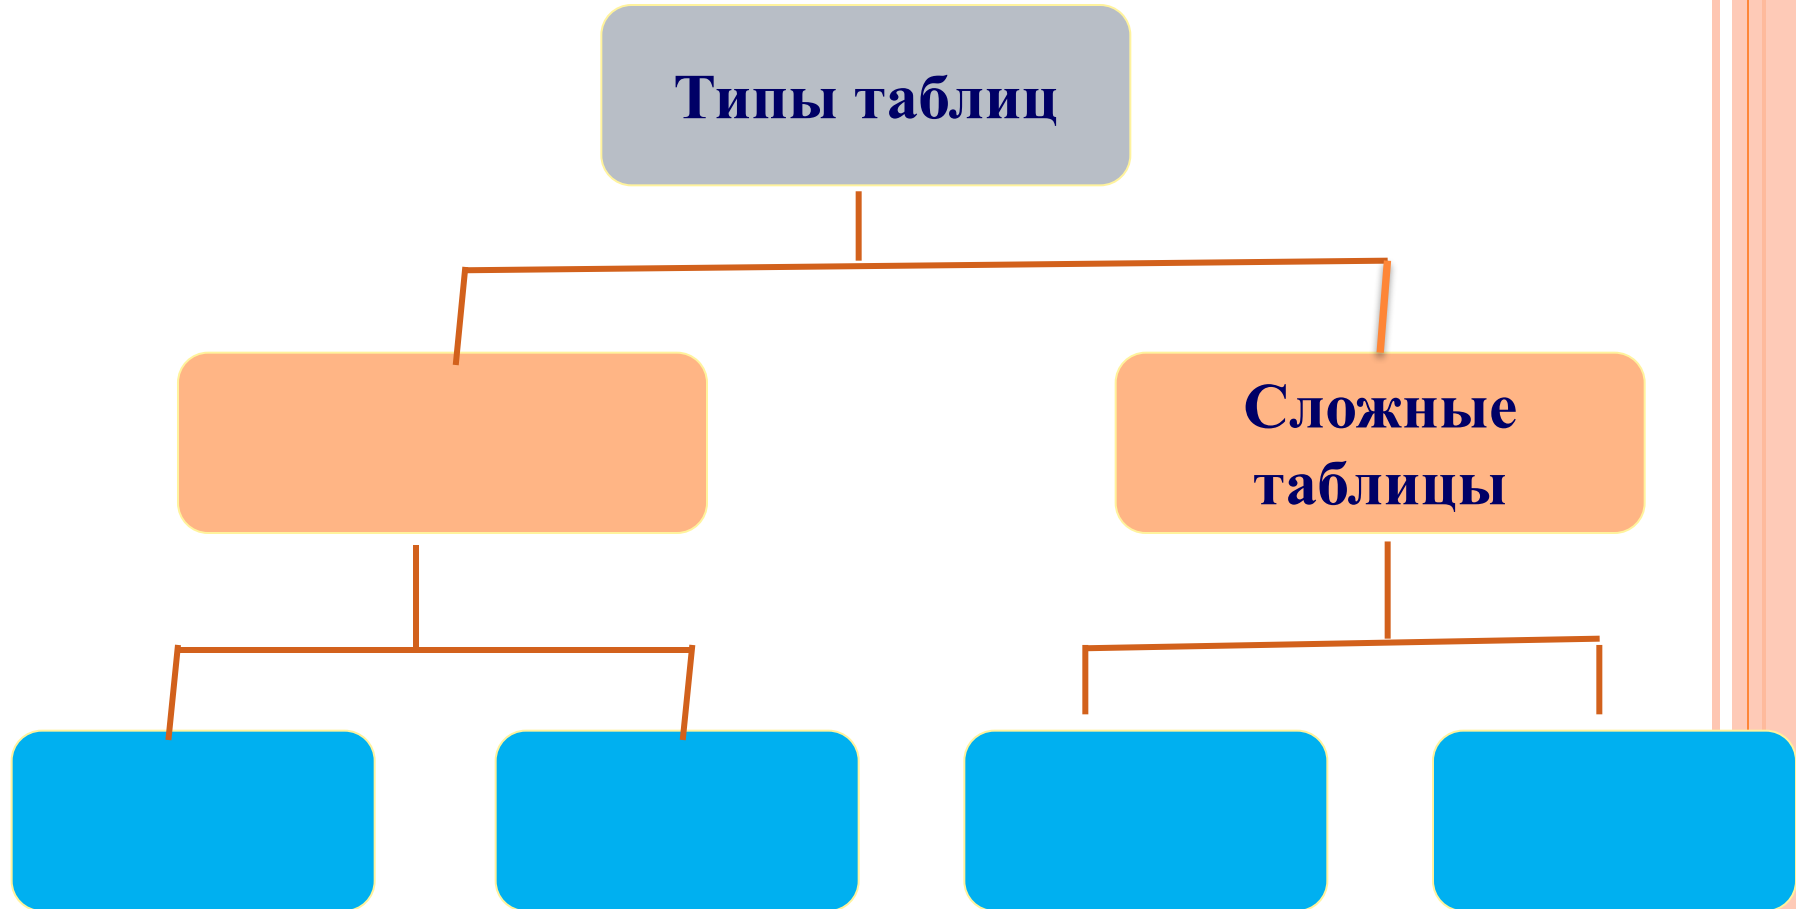 Типы таблиц
Сложные
таблицы